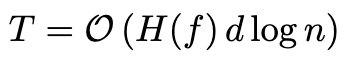 T = 𝒪 (H(f) d log n)